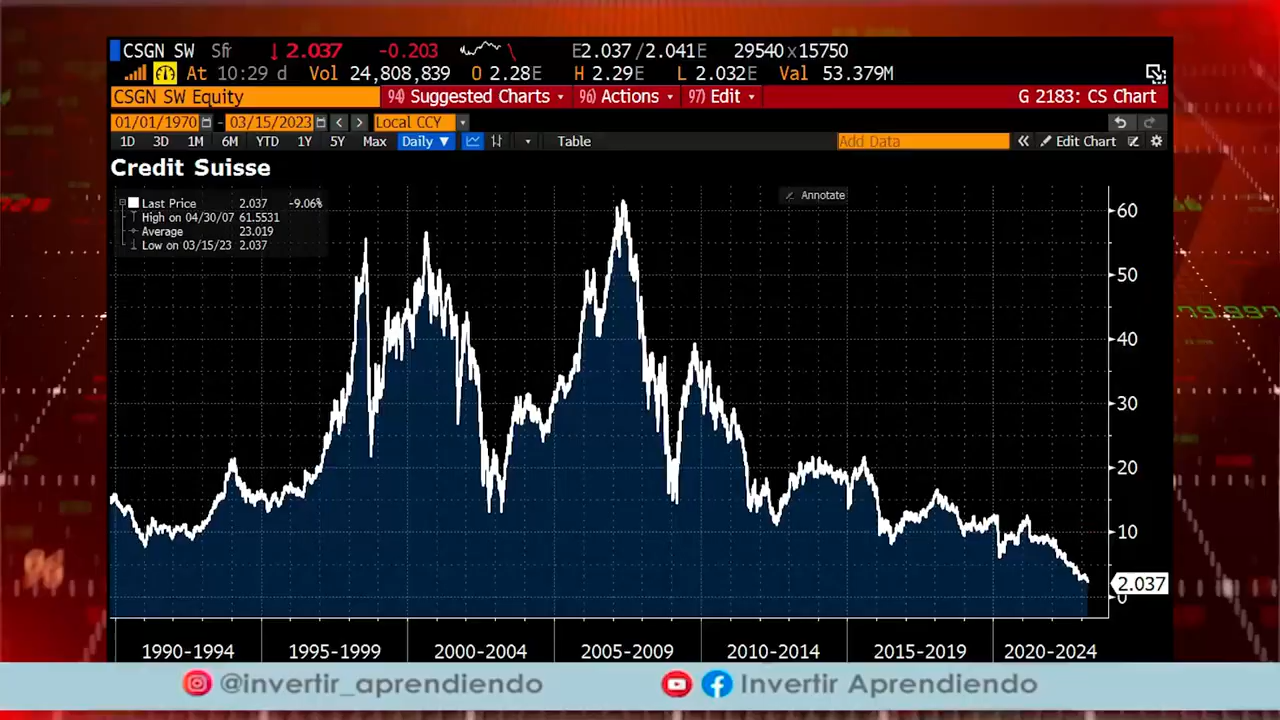 CSGN SW Sfr ↓ 2.037 -0.203 E2.037/2.041E 29540x15750
At 10:29 d Vol 24,808,839 O 2.28E H 2.29E L 2.032E Val 53.379M
CSGN SW Equity 94) Suggested Charts 96) Actions 97) Edit G 2183: CS Chart
01/01/1970 - 03/15/2023 Local CCY
1D 3D 1M 6M YTD 1Y 5Y Max Daily ▼ Table Add Data « Edit Chart
Credit Suisse
Annotate
Last Price 2.037 -9.06%
High on 04/30/07 61.5531
Average 23.019
Low on 03/15/23 2.037
60
50
40
30
20
10
2.037
0
1990-1994 1995-1999 2000-2004 2005-2009 2010-2014 2015-2019 2020-2024
@invertir_aprendiendo Invertir Aprendiendo
79.997